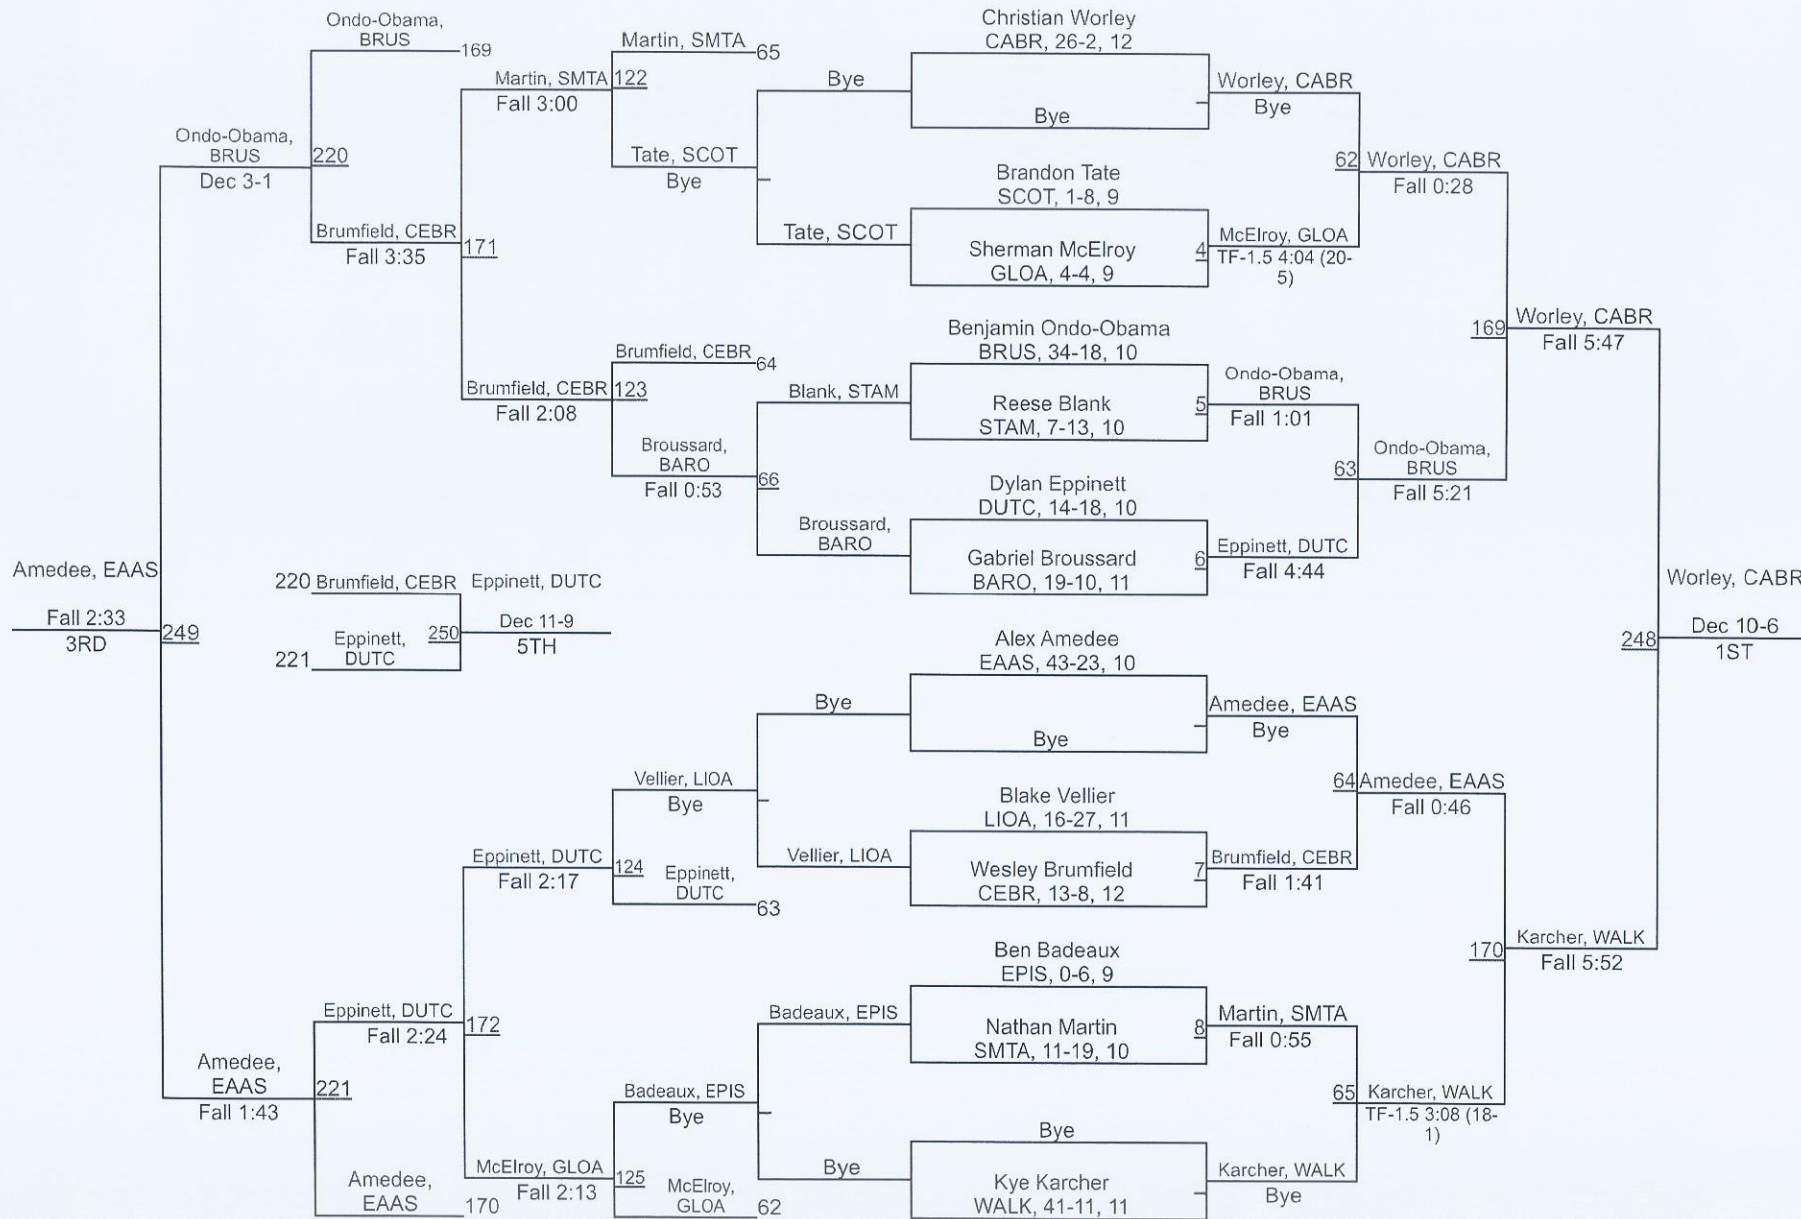 Ondo-Obama,
BRUS
169
Martin, SMTA
65
Christian Worley
CABR, 26-2, 12
Martin, SMTA
122
Fall 3:00
Bye
Bye
Worley, CABR
Bye
Ondo-Obama,
BRUS
220
Dec 3-1
Tate, SCOT
Bye
Brandon Tate
SCOT, 1-8, 9
62
Worley, CABR
Fall 0:28
Brumfield, CEBR
171
Fall 3:35
Tate, SCOT
Sherman McElroy
GLOA, 4-4, 9
4
McElroy, GLOA
TF-1.5 4:04 (20-
5)
Benjamin Ondo-Obama
BRUS, 34-18, 10
169
Worley, CABR
Fall 5:47
Brumfield, CEBR
64
Brumfield, CEBR
123
Fall 2:08
Blank, STAM
Reese Blank
STAM, 7-13, 10
5
Ondo-Obama,
BRUS
Fall 1:01
Broussard,
BARO
66
Fall 0:53
Dylan Eppinett
DUTC, 14-18, 10
63
Ondo-Obama,
BRUS
Fall 5:21
Broussard,
BARO
Gabriel Broussard
BARO, 19-10, 11
6
Eppinett, DUTC
Fall 4:44
Amedee, EAAS
Fall 2:33
3RD
249
220
Brumfield, CEBR
Eppinett, DUTC
250
Dec 11-9
5TH
221
Eppinett,
DUTC
Alex Amedee
EAAS, 43-23, 10
248
Worley, CABR
Dec 10-6
1ST
Bye
Bye
Amedee, EAAS
Bye
Vellier, LIOA
Bye
Blake Vellier
LIOA, 16-27, 11
64
Amedee, EAAS
Fall 0:46
Eppinett, DUTC
124
Fall 2:17
Eppinett,
DUTC
63
Vellier, LIOA
Wesley Brumfield
CEBR, 13-8, 12
7
Brumfield, CEBR
Fall 1:41
Ben Badeaux
EPIS, 0-6, 9
170
Karcher, WALK
Fall 5:52
Eppinett, DUTC
172
Fall 2:24
Badeaux, EPIS
Nathan Martin
SMTA, 11-19, 10
8
Martin, SMTA
Fall 0:55
Amedee,
EAAS
221
Fall 1:43
Badeaux, EPIS
Bye
65
Karcher, WALK
TF-1.5 3:08 (18-
1)
Amedee,
EAAS
170
McElroy, GLOA
125
Fall 2:13
McElroy,
GLOA
62
Bye
Bye
Kye Karcher
WALK, 41-11, 11
Karcher, WALK
Bye